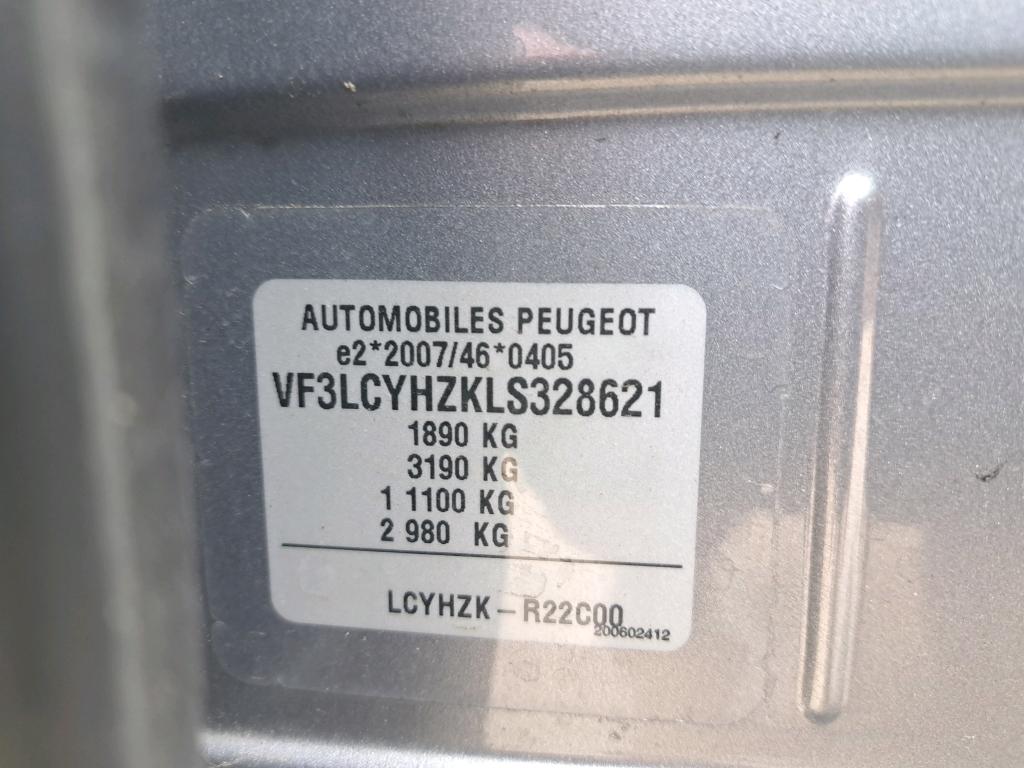 AUTOMOBILES PEUGEOT
e2*2007/46*0405
VF3LCYHZKLS328621
1890 KG
3190 KG
1 1100 KG
2 980 KG
LCYHZK – R22C00
200602412